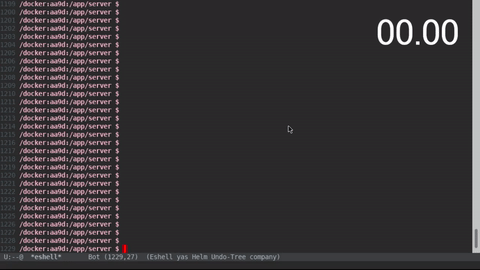 1199 /docker:aa9d:/app/server $
1200 /docker:aa9d:/app/server $
1201 /docker:aa9d:/app/server $
1202 /docker:aa9d:/app/server $
1203 /docker:aa9d:/app/server $
1204 /docker:aa9d:/app/server $
1205 /docker:aa9d:/app/server $
1206 /docker:aa9d:/app/server $
1207 /docker:aa9d:/app/server $
1208 /docker:aa9d:/app/server $
1209 /docker:aa9d:/app/server $
1210 /docker:aa9d:/app/server $
1211 /docker:aa9d:/app/server $
1212 /docker:aa9d:/app/server $
1213 /docker:aa9d:/app/server $
1214 /docker:aa9d:/app/server $
1215 /docker:aa9d:/app/server $
1216 /docker:aa9d:/app/server $
1217 /docker:aa9d:/app/server $
1218 /docker:aa9d:/app/server $
1219 /docker:aa9d:/app/server $
1220 /docker:aa9d:/app/server $
1221 /docker:aa9d:/app/server $
1222 /docker:aa9d:/app/server $
1223 /docker:aa9d:/app/server $
1224 /docker:aa9d:/app/server $
1225 /docker:aa9d:/app/server $
1226 /docker:aa9d:/app/server $
1227 /docker:aa9d:/app/server $
1228 /docker:aa9d:/app/server $
1229 /docker:aa9d:/app/server $
00.00
U:--@ *eshell* Bot (1229,27) (Eshell yas Helm Undo-Tree company)